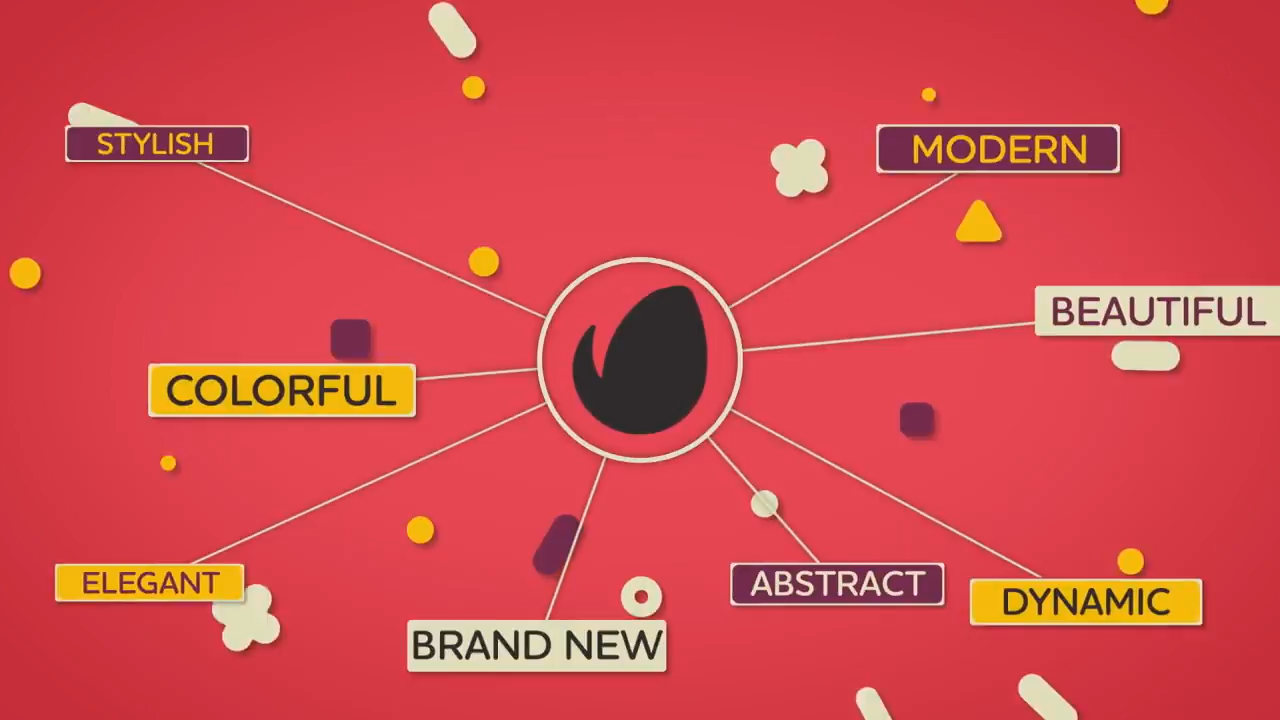 STYLISH
MODERN
BEAUTIFUL
COLORFUL
ELEGANT
ABSTRACT
DYNAMIC
BRAND NEW